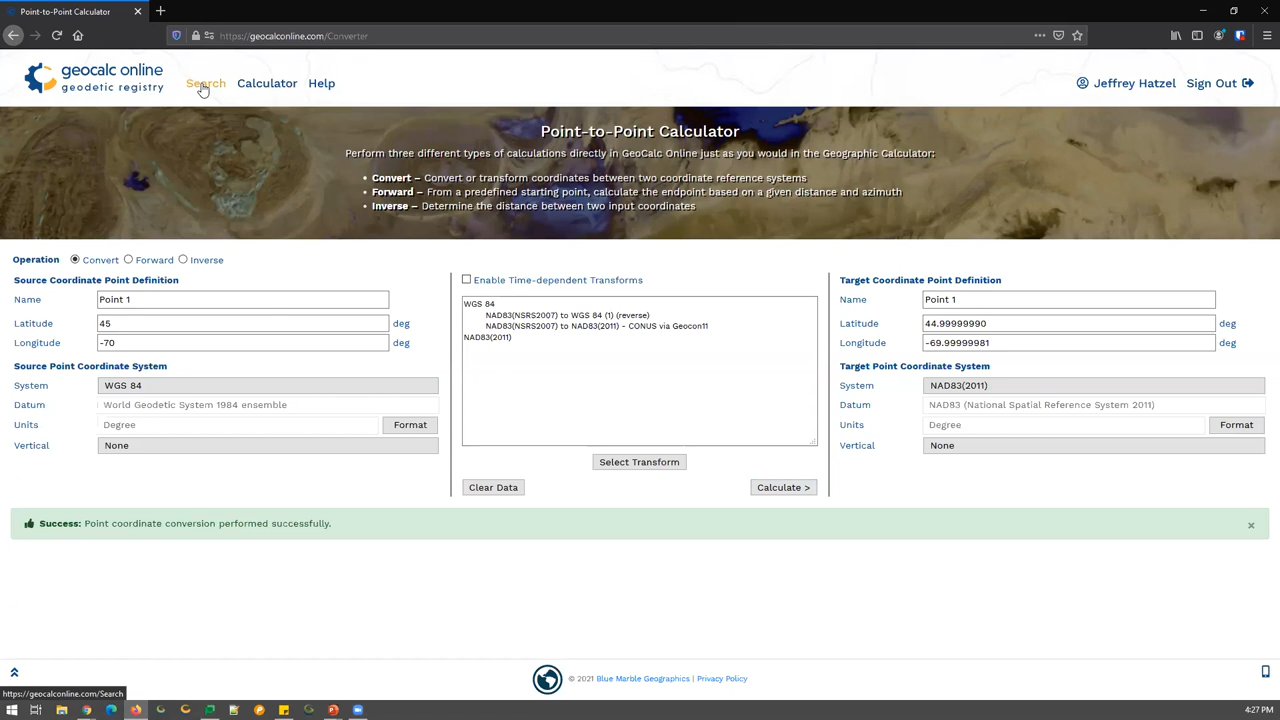 Point-to-Point Calculator
https://geocalconline.com/Converter
geocalc online
geodetic registry
Search
Calculator
Help
Jeffrey Hatzel
Sign Out
Point-to-Point Calculator
Perform three different types of calculations directly in GeoCalc Online just as you would in the Geographic Calculator:
• Convert – Convert or transform coordinates between two coordinate reference systems
• Forward – From a predefined starting point, calculate the endpoint based on a given distance and azimuth
• Inverse – Determine the distance between two input coordinates
Operation Convert Forward Inverse
Source Coordinate Point Definition
Name Point 1
Latitude 45 deg
Longitude -70 deg
Source Point Coordinate System
System WGS 84
Datum World Geodetic System 1984 ensemble
Units Degree Format
Vertical None
Enable Time-dependent Transforms
WGS 84
NAD83(NSRS2007) to WGS 84 (1) (reverse)
NAD83(NSRS2007) to NAD83(2011) - CONUS via Geocon11
NAD83(2011)
Select Transform
Clear Data
Calculate >
Target Coordinate Point Definition
Name Point 1
Latitude 44.99999990 deg
Longitude -69.99999981 deg
Target Point Coordinate System
System NAD83(2011)
Datum NAD83 (National Spatial Reference System 2011)
Units Degree Format
Vertical None
Success: Point coordinate conversion performed successfully.
© 2021 Blue Marble Geographics | Privacy Policy
https://geocalconline.com/Search
4:27 PM